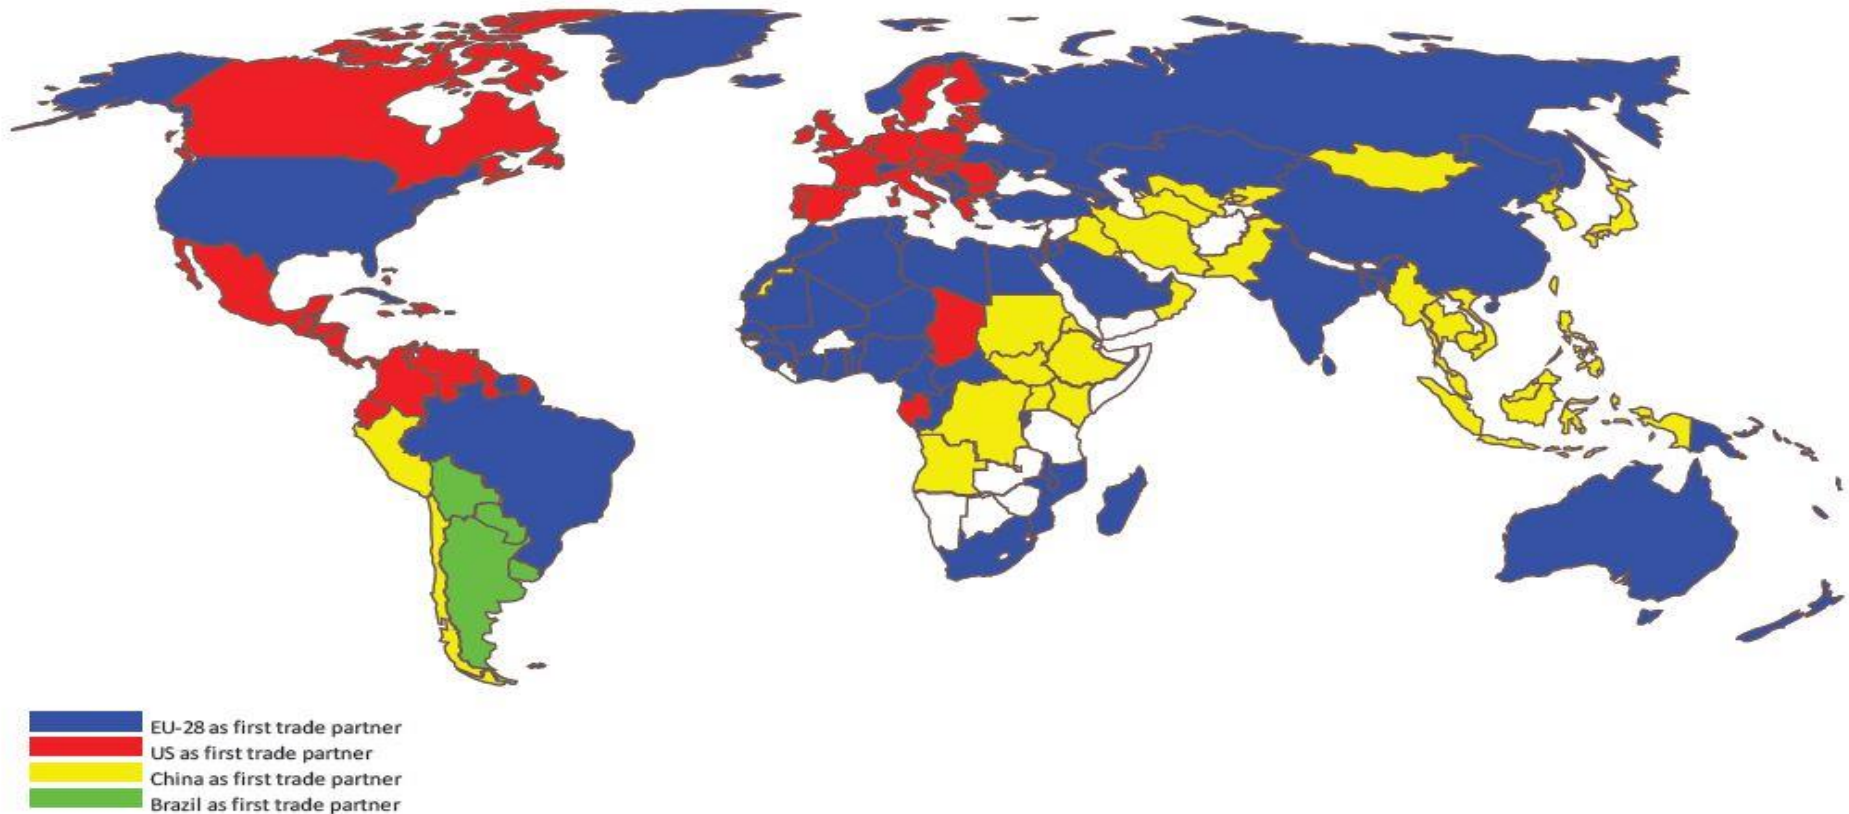 EU-28 as first trade partner
US as first trade partner
China as first trade partner
Brazil as first trade partner